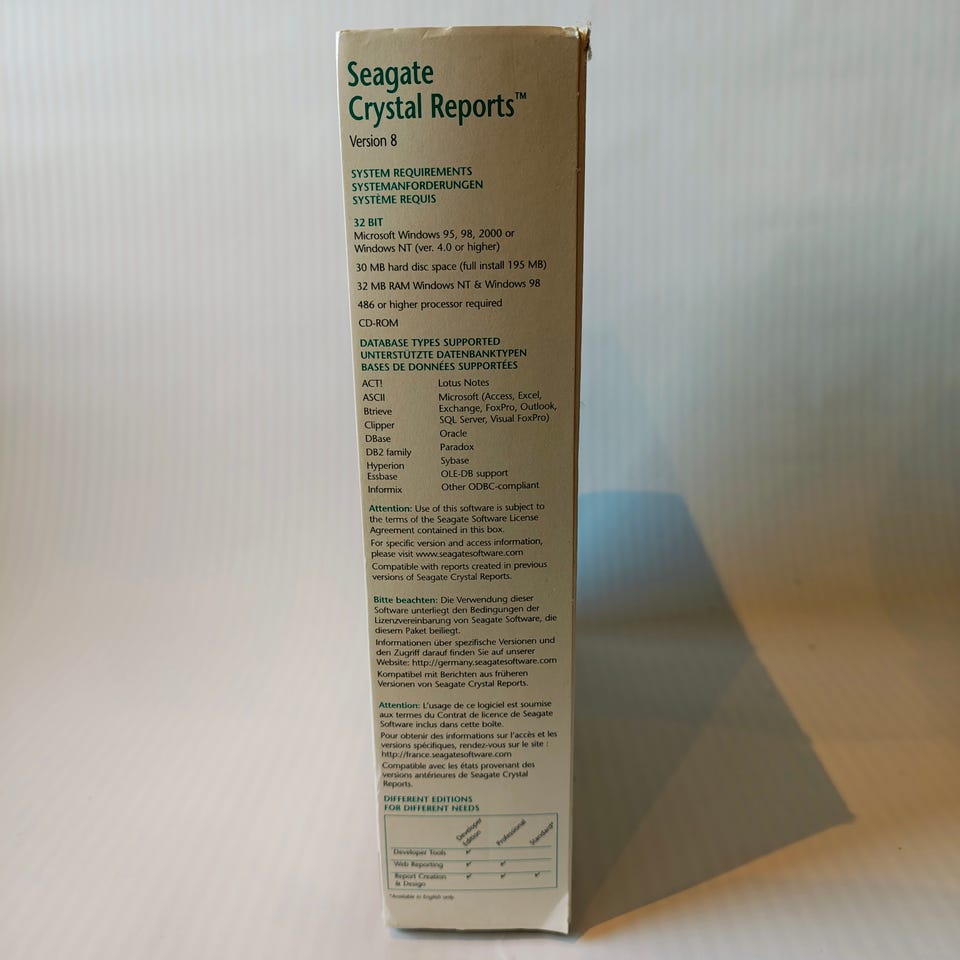 Seagate
Crystal Reports™
Version 8
SYSTEM REQUIREMENTS
SYSTEMANFORDERUNGEN
SYSTÈME REQUIS
32 BIT
Microsoft Windows 95, 98, 2000 or
Windows NT (ver. 4.0 or higher)
30 MB hard disc space (full install 195 MB)
32 MB RAM Windows NT & Windows 98
486 or higher processor required
CD-ROM
DATABASE TYPES SUPPORTED
UNTERSTÜTZTE DATENBANKTYPEN
BASES DE DONNÉES SUPPORTÉES
ACT!
ASCII
Btrieve
Clipper
DBase
DB2 family
Hyperion
Essbase
Informix
Lotus Notes
Microsoft (Access, Excel,
Exchange, FoxPro, Outlook,
SQL Server, Visual FoxPro)
Oracle
Paradox
Sybase
OLE-DB support
Other ODBC-compliant
Attention: Use of this software is subject to
the terms of the Seagate Software License
Agreement contained in this box.
For specific version and access information,
please visit www.seagatesoftware.com
Compatible with reports created in previous
versions of Seagate Crystal Reports.
Bitte beachten: Die Verwendung dieser
Software unterliegt den Bedingungen der
Lizenzvereinbarung von Seagate Software, die
diesem Paket beiliegt.
Informationen über spezifische Versionen und
den Zugriff darauf finden Sie auf unserer
Website: http://germany.seagatesoftware.com
Kompatibel mit Berichten aus früheren
Versionen von Seagate Crystal Reports.
Attention: L'usage de ce logiciel est soumise
aux termes du Contrat de licence de Seagate
Software inclus dans cette boîte.
Pour obtenir des informations sur l'accès et les
versions spécifiques, rendez-vous sur le site :
http://france.seagatesoftware.com
Compatible avec les états provenant des
versions antérieures de Seagate Crystal
Reports.
DIFFERENT EDITIONS
FOR DIFFERENT NEEDS
Developer
Edition
Professional
Standard*
Developer Tools ✓
Web Reporting ✓ ✓
Report Creation ✓ ✓ ✓
& Design
*Available in English only